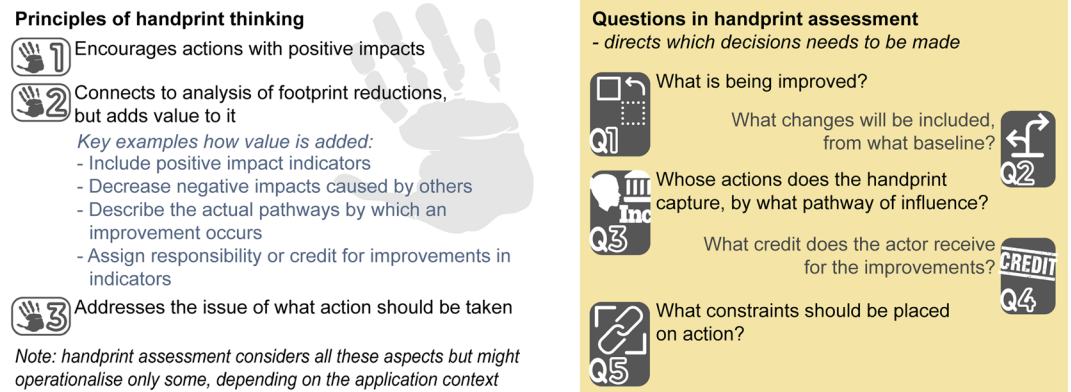 Principles of handprint thinking
1 Encourages actions with positive impacts
2 Connects to analysis of footprint reductions,
but adds value to it
Key examples how value is added:
- Include positive impact indicators
- Decrease negative impacts caused by others
- Describe the actual pathways by which an
improvement occurs
- Assign responsibility or credit for improvements in
indicators
3 Addresses the issue of what action should be taken
Note: handprint assessment considers all these aspects but might
operationalise only some, depending on the application context
Questions in handprint assessment
- directs which decisions needs to be made
Q1 What is being improved?
What changes will be included,
from what baseline?
Q2
Whose actions does the handprint
capture, by what pathway of influence?
Inc
Q3
What credit does the actor receive
for the improvements?
CREDIT
Q4
What constraints should be placed
on action?
Q5